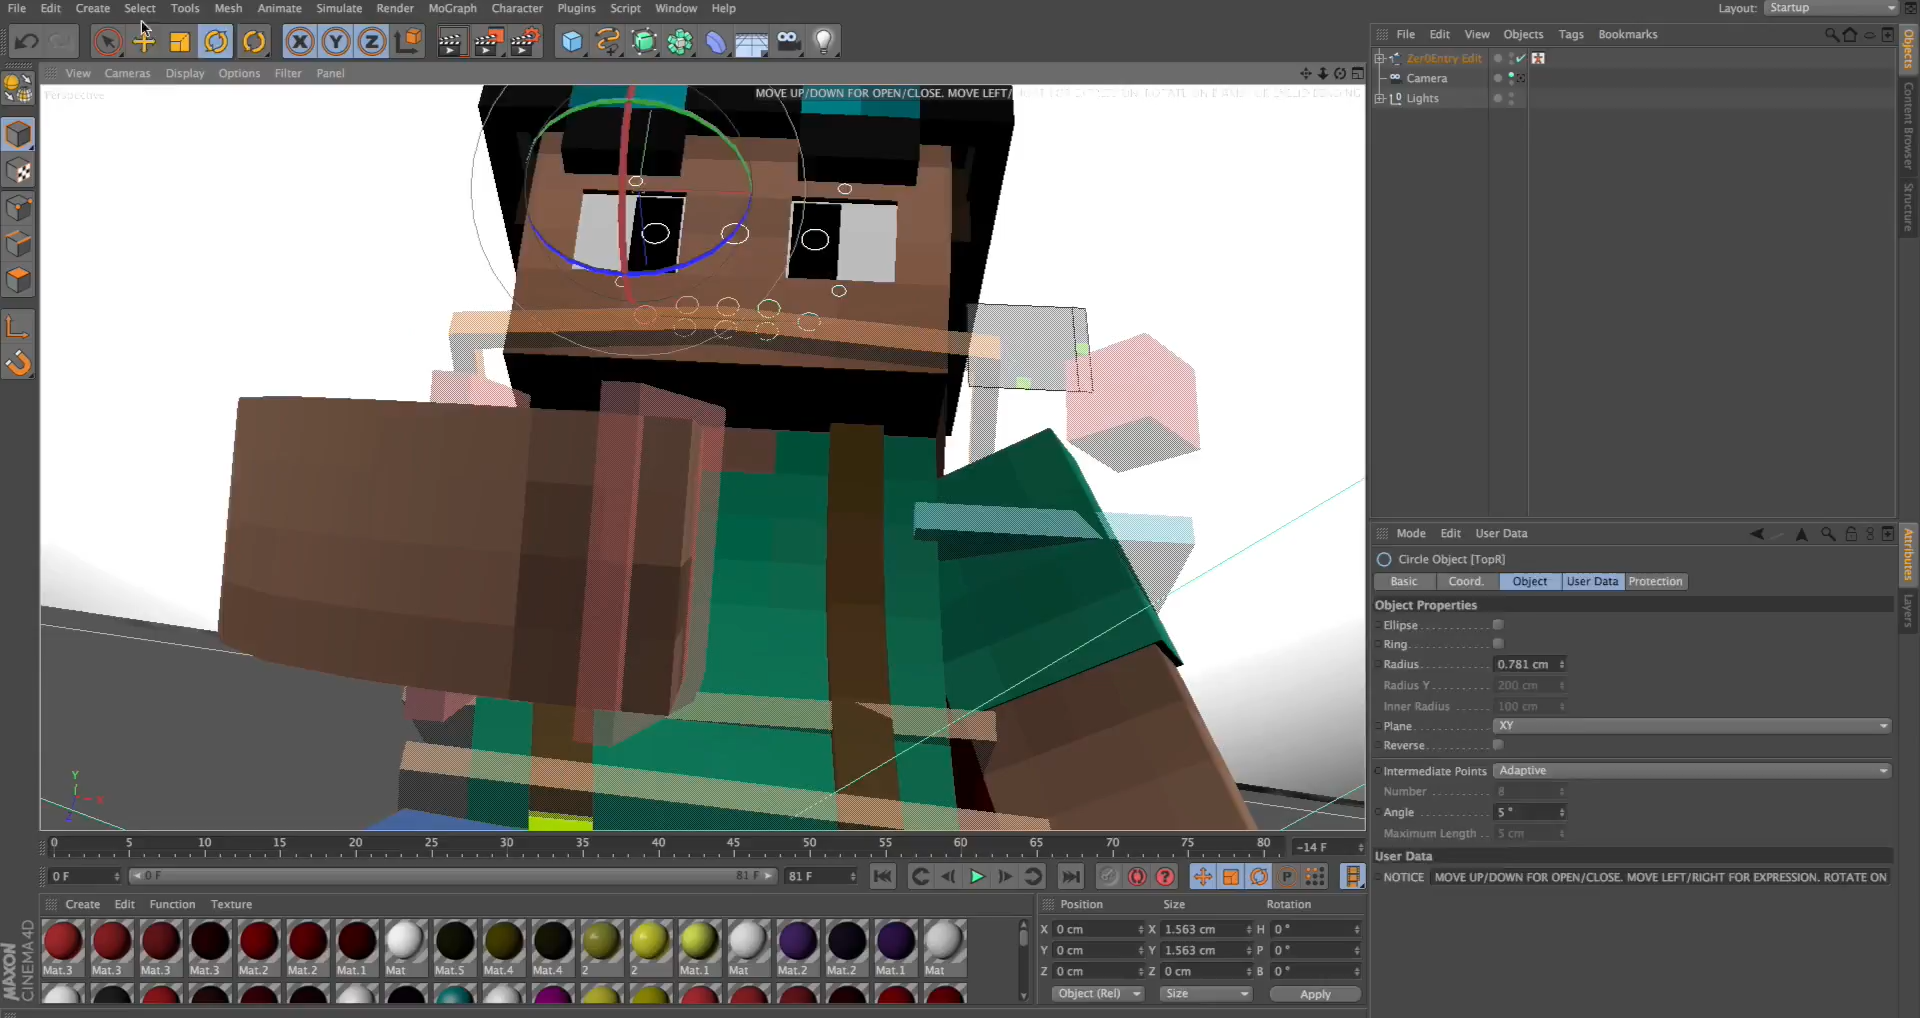 File Edit Create Select Tools Mesh Animate Simulate Render MoGraph Character Plugins Script Window Help
Layout: Startup
View Cameras Display Options Filter Panel
Perspective
MOVE UP/DOWN FOR OPEN/CLOSE. MOVE LEFT/
File Edit View Objects Tags Bookmarks
Zer0Entry Edit
Camera
Lights
Objects
Content Browser
Structure
Mode Edit User Data
Circle Object [TopR]
Basic Coord. Object User Data Protection
Object Properties
Ellipse
Ring
Radius 0.781 cm
Radius Y 200 cm
Inner Radius 100 cm
Plane XY
Reverse
Intermediate Points Adaptive
Number 8
Angle 5 °
Maximum Length 5 cm
User Data
NOTICE MOVE UP/DOWN FOR OPEN/CLOSE. MOVE LEFT/RIGHT FOR EXPRESSION. ROTATE ON
Attributes
Layers
Y
X
0 5 10 15 20 25 30 35 40 45 50 55 60 65 70 75 80 -14 F
0 F 0 F 81 F 81 F
Create Edit Function Texture
Mat.3 Mat.3 Mat.3 Mat.3 Mat.2 Mat.2 Mat.1 Mat Mat.5 Mat.4 Mat.4 2 2 Mat.1 Mat Mat.2 Mat.2 Mat.1 Mat
Position Size Rotation
X 0 cm X 1.563 cm H 0 °
Y 0 cm Y 1.563 cm P 0 °
Z 0 cm Z 0 cm B 0 °
Object (Rel) Size Apply
MAXON
CINEMA 4D